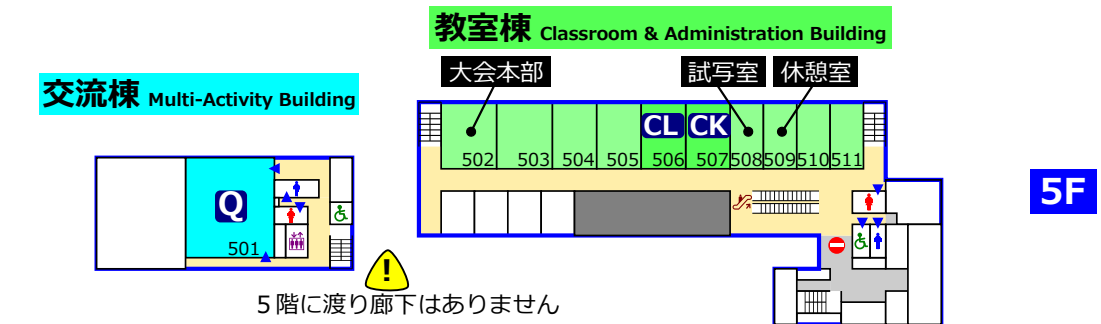 教室棟 Classroom & Administration Building
大会本部 試写室 休憩室
交流棟 Multi-Activity Building
CL CK
502 503 504 505 506 507 508 509 510 511
Q
501
5F
!
5階に渡り廊下はありません